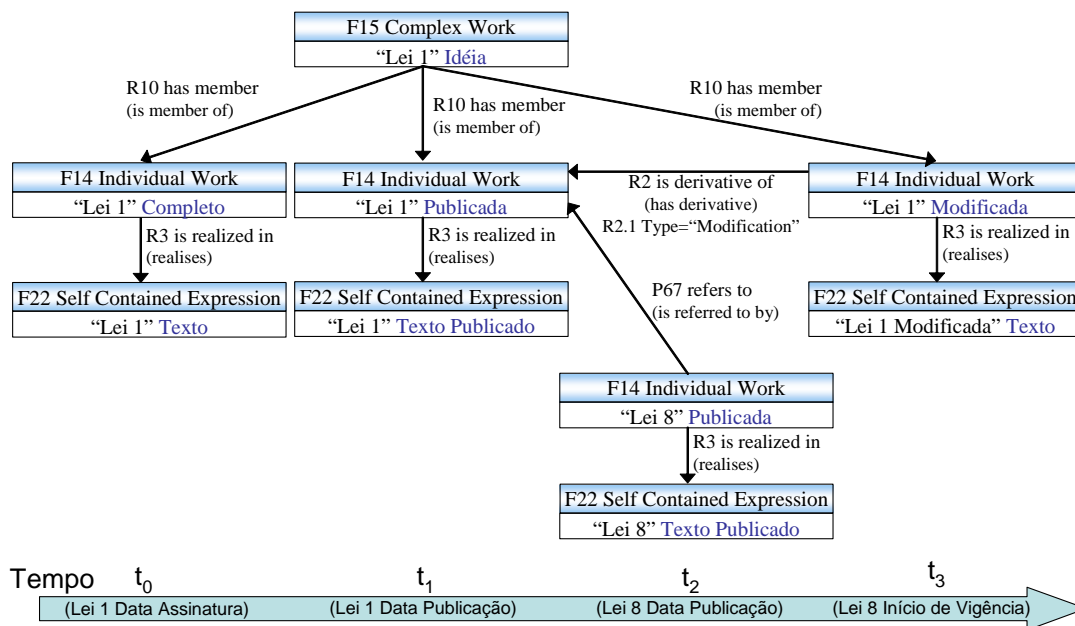 F15 Complex Work
“Lei 1” Idéia
R10 has member
(is member of)
R10 has member
(is member of)
R10 has member
(is member of)
F14 Individual Work
“Lei 1” Completo
F14 Individual Work
“Lei 1” Publicada
R2 is derivative of
(has derivative)
R2.1 Type=“Modification”
F14 Individual Work
“Lei 1” Modificada
R3 is realized in
(realises)
R3 is realized in
(realises)
R3 is realized in
(realises)
F22 Self Contained Expression
“Lei 1” Texto
F22 Self Contained Expression
“Lei 1” Texto Publicado
P67 refers to
(is referred to by)
F22 Self Contained Expression
“Lei 1 Modificada” Texto
F14 Individual Work
“Lei 8” Publicada
R3 is realized in
(realises)
F22 Self Contained Expression
“Lei 8” Texto Publicado
Tempo t0 t1 t2 t3
(Lei 1 Data Assinatura) (Lei 1 Data Publicação) (Lei 8 Data Publicação) (Lei 8 Início de Vigência)